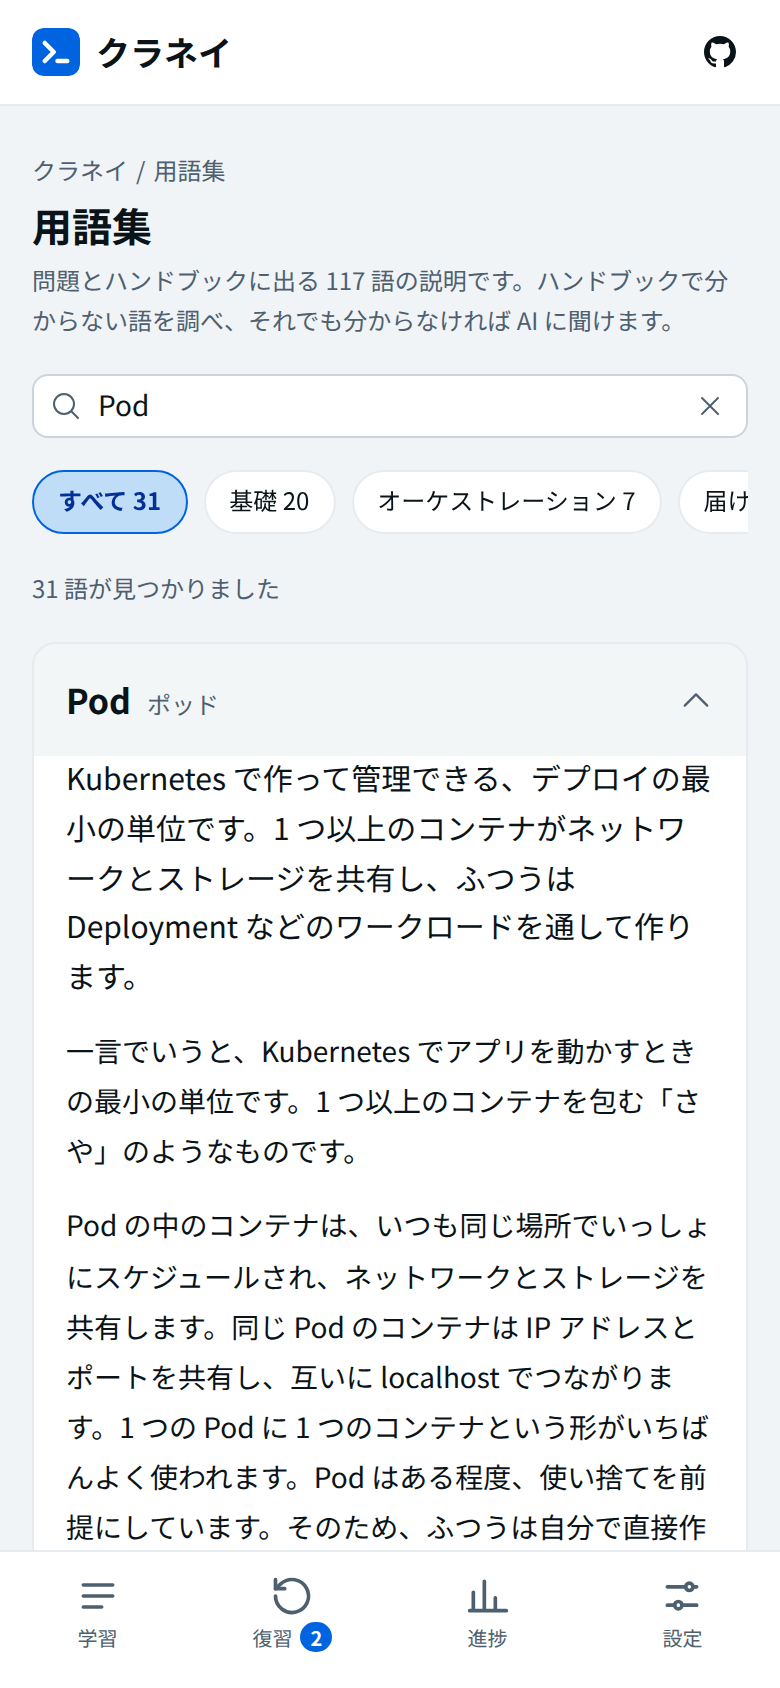 クラネイ
クラネイ / 用語集
用語集
問題とハンドブックに出る 117 語の説明です。ハンドブックで分
からない語を調べ、それでも分からなければ AI に聞けます。
Pod
すべて 31
基礎 20
オーケストレーション 7
届け
31 語が見つかりました
Pod ポッド
Kubernetes で作って管理できる、デプロイの最
小の単位です。1 つ以上のコンテナがネットワ
ークとストレージを共有し、ふつうは
Deployment などのワークロードを通して作り
ます。
一言でいうと、Kubernetes でアプリを動かすとき
の最小の単位です。1 つ以上のコンテナを包む「さ
や」のようなものです。
Pod の中のコンテナは、いつも同じ場所でいっしょ
にスケジュールされ、ネットワークとストレージを
共有します。同じ Pod のコンテナは IP アドレスと
ポートを共有し、互いに localhost でつながりま
す。1 つの Pod に 1 つのコンテナという形がいちば
んよく使われます。Pod はある程度、使い捨てを前
提にしています。そのため、ふつうは自分で直接作
学習
復習 2
進捗
設定